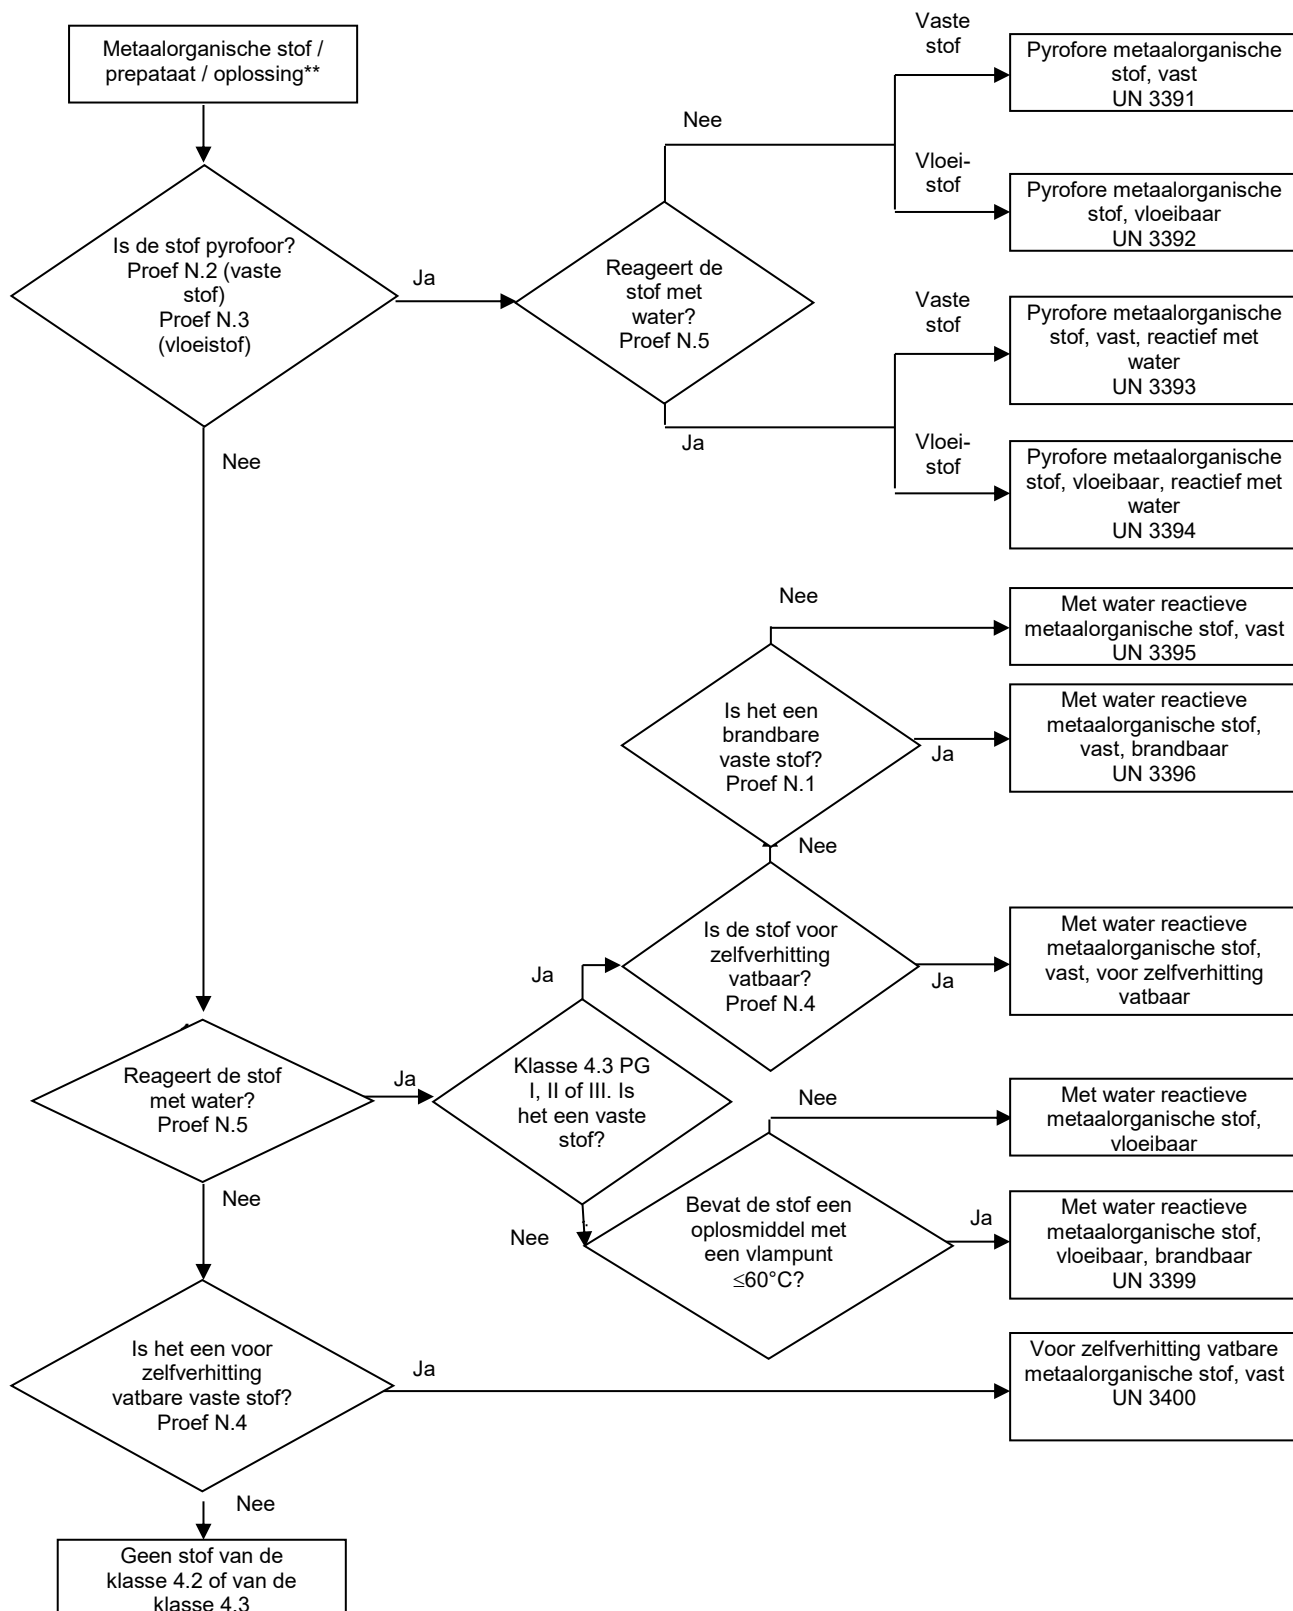 Metaalorganische stof /
prepataat / oplossing**
Vaste
stof
Pyrofore metaalorganische
stof, vast
UN 3391
Nee
Vloei-
stof
Pyrofore metaalorganische
stof, vloeibaar
UN 3392
Is de stof pyrofoor?
Proef N.2 (vaste
stof)
Proef N.3
(vloeistof)
Ja
Reageert de
stof met
water?
Proef N.5
Vaste
stof
Pyrofore metaalorganische
stof, vast, reactief met
water
UN 3393
Ja
Vloei-
stof
Pyrofore metaalorganische
stof, vloeibaar, reactief met
water
UN 3394
Nee
Nee
Met water reactieve
metaalorganische stof, vast
UN 3395
Is het een
brandbare
vaste stof?
Proef N.1
Ja
Met water reactieve
metaalorganische stof,
vast, brandbaar
UN 3396
Nee
Is de stof voor
zelfverhitting
vatbaar?
Proef N.4
Ja
Met water reactieve
metaalorganische stof,
vast, voor zelfverhitting
vatbaar
Ja
Reageert de stof
met water?
Proef N.5
Ja
Klasse 4.3 PG
I, II of III. Is
het een vaste
stof?
Nee
Met water reactieve
metaalorganische stof,
vloeibaar
Nee
Nee
Bevat de stof een
oplosmiddel met
een vlampunt
≤60°C?
Ja
Met water reactieve
metaalorganische stof,
vloeibaar, brandbaar
UN 3399
Is het een voor
zelfverhitting
vatbare vaste stof?
Proef N.4
Ja
Voor zelfverhitting vatbare
metaalorganische stof, vast
UN 3400
Nee
Geen stof van de
klasse 4.2 of van de
klasse 4.3